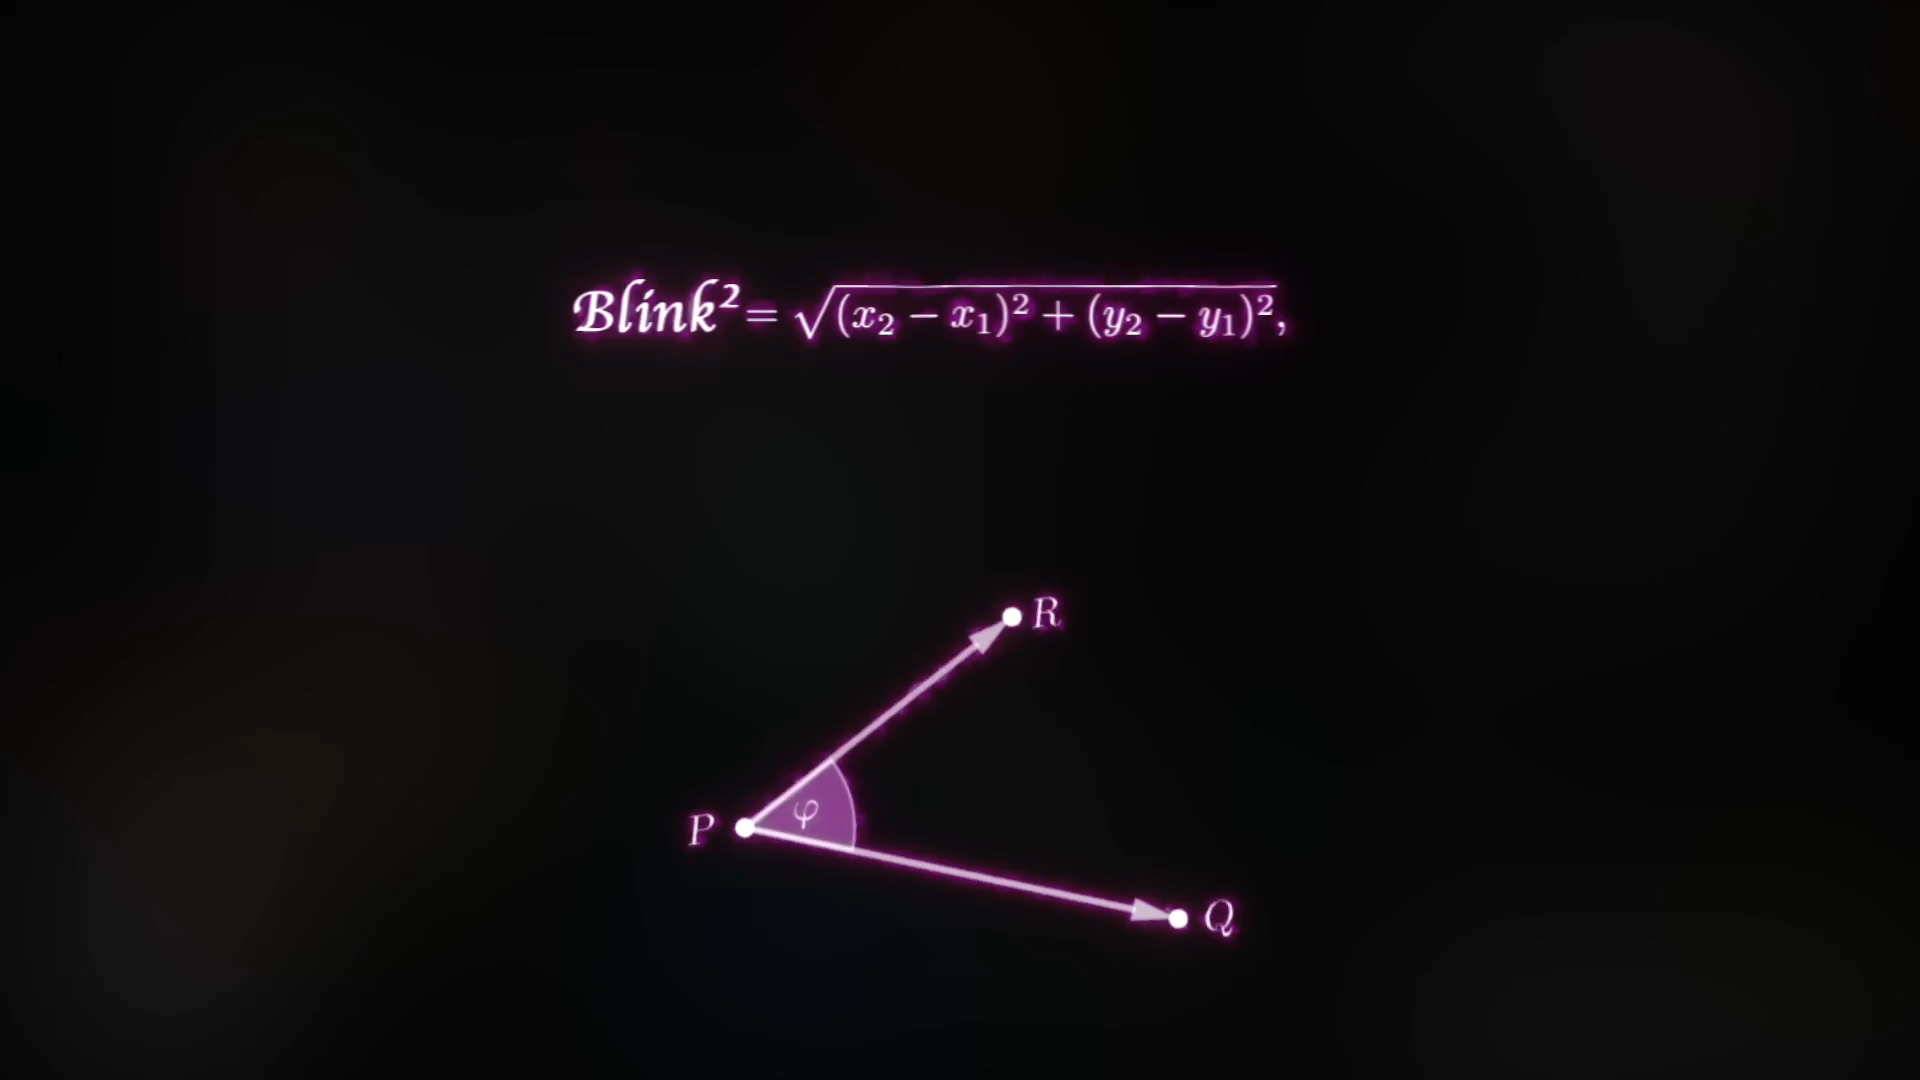 Blink² = √(x₂ − x₁)² + (y₂ − y₁)²,
R
φ
P
Q